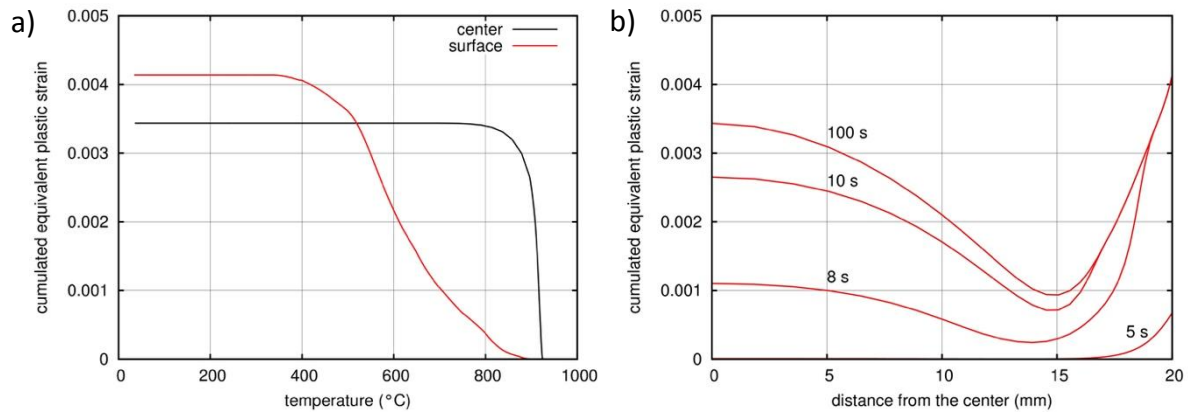 a)
cumulated equivalent plastic strain
0.005
0.004
0.003
0.002
0.001
0
center
surface
0 200 400 600 800 1000
temperature (°C)
b)
cumulated equivalent plastic strain
0.005
0.004
0.003
0.002
0.001
0
100 s
10 s
8 s
5 s
0 5 10 15 20
distance from the center (mm)